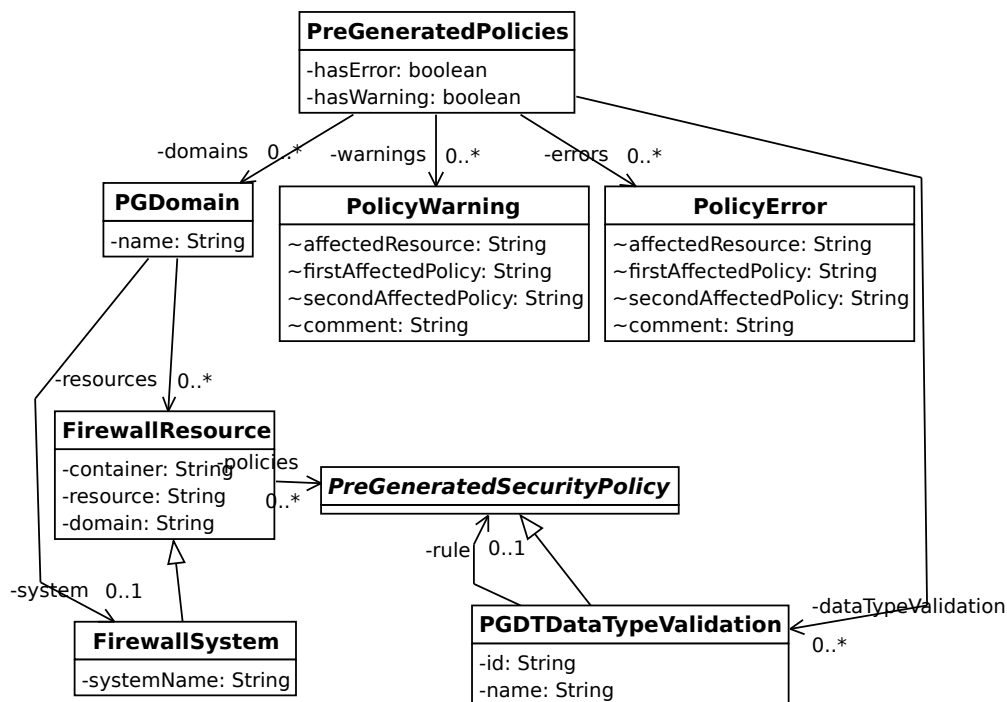 PreGeneratedPolicies
-hasError: boolean
-hasWarning: boolean
-domains 0..*
-warnings 0..*
-errors 0..*
PGDomain
-name: String
PolicyWarning
~affectedResource: String
~firstAffectedPolicy: String
~secondAffectedPolicy: String
~comment: String
PolicyError
~affectedResource: String
~firstAffectedPolicy: String
~secondAffectedPolicy: String
~comment: String
-resources 0..*
FirewallResource
-container: String
-resource: String
-domain: String
-policies
0..*
PreGeneratedSecurityPolicy
-rule 0..1
-system 0..1
-dataTypeValidation
0..*
FirewallSystem
-systemName: String
PGDTDataTypeValidation
-id: String
-name: String